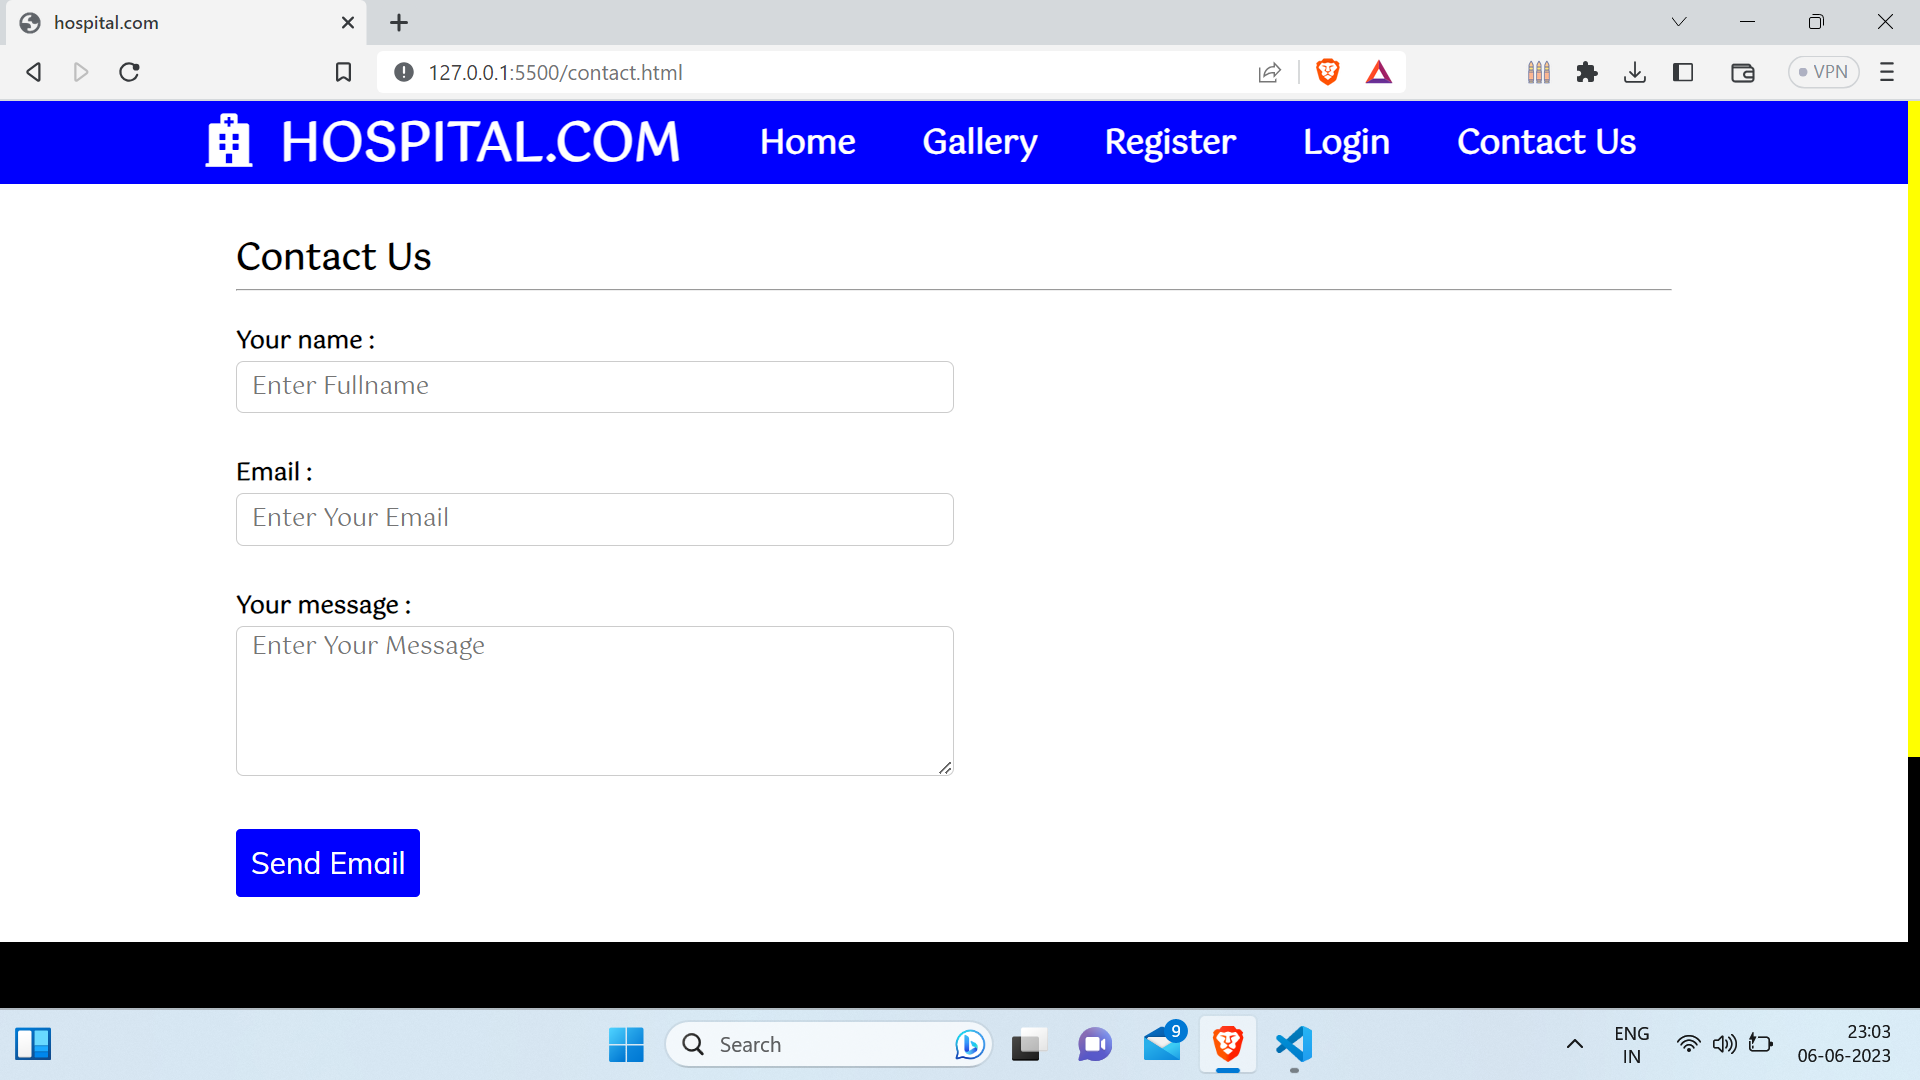 hospital.com
127.0.0.1:5500/contact.html
VPN
HOSPITAL.COM
Home
Gallery
Register
Login
Contact Us
Contact Us
Your name :
Enter Fullname
Email :
Enter Your Email
Your message :
Enter Your Message
Send Email
Search
9
ENG
IN
23:03
06-06-2023